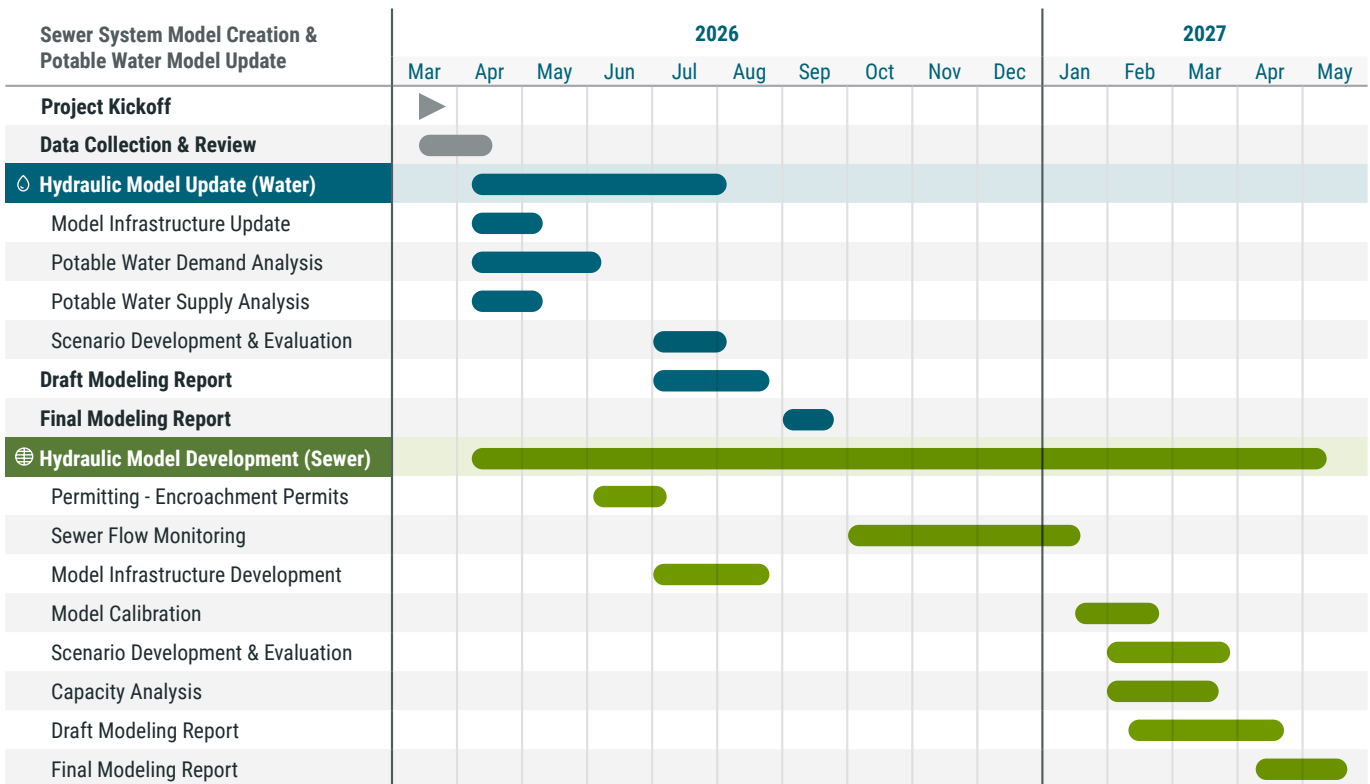 Sewer System Model Creation &
Potable Water Model Update
2026
2027
Mar Apr May Jun Jul Aug Sep Oct Nov Dec Jan Feb Mar Apr May
Project Kickoff
Data Collection & Review
Hydraulic Model Update (Water)
Model Infrastructure Update
Potable Water Demand Analysis
Potable Water Supply Analysis
Scenario Development & Evaluation
Draft Modeling Report
Final Modeling Report
Hydraulic Model Development (Sewer)
Permitting - Encroachment Permits
Sewer Flow Monitoring
Model Infrastructure Development
Model Calibration
Scenario Development & Evaluation
Capacity Analysis
Draft Modeling Report
Final Modeling Report